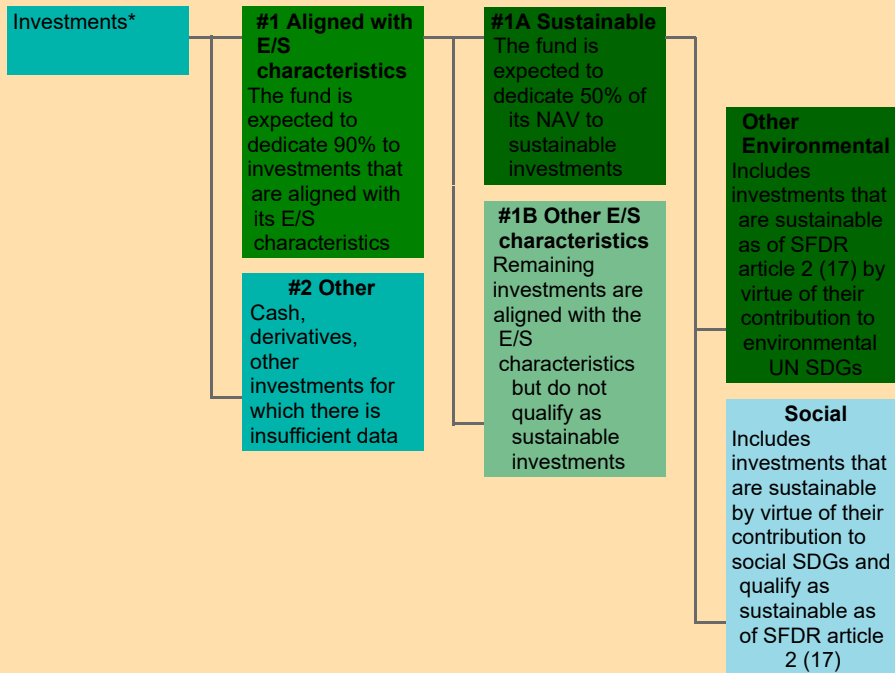 Investments*
#1 Aligned with
E/S
characteristics
The fund is
expected to
dedicate 90% to
investments that
are aligned with
its E/S
characteristics
#2 Other
Cash,
derivatives,
other
investments for
which there is
insufficient data
#1A Sustainable
The fund is
expected to
dedicate 50% of
its NAV to
sustainable
investments
#1B Other E/S
characteristics
Remaining
investments are
aligned with the
E/S
characteristics
but do not
qualify as
sustainable
investments
Other
Environmental
Includes
investments that
are sustainable
as of SFDR
article 2 (17) by
virtue of their
contribution to
environmental
UN SDGs
Social
Includes
investments that
are sustainable
by virtue of their
contribution to
social SDGs and
qualify as
sustainable as
of SFDR article
2 (17)